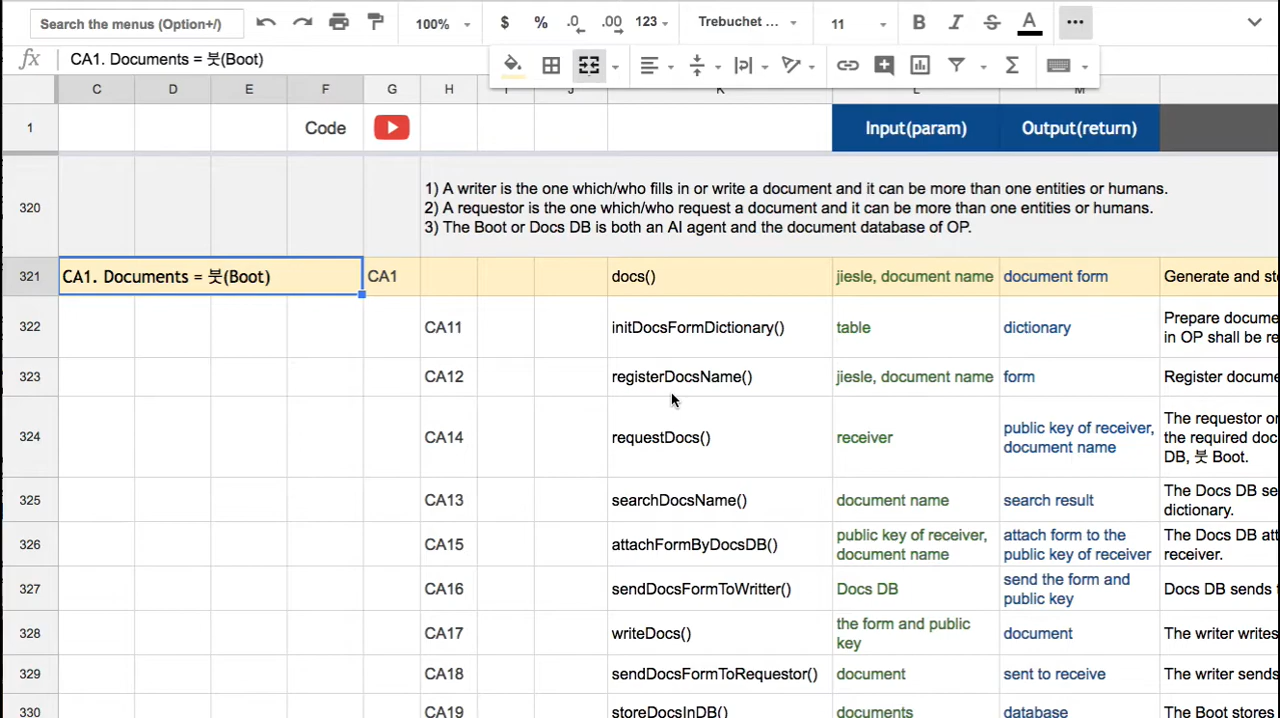 Search the menus (Option+/)
100%
$
%
.0
.00
123
Trebuchet ...
11
B
I
S
A
fx
CA1. Documents = 붓(Boot)
C D E F G H K L M
1 Code Input(param) Output(return)
320
1) A writer is the one which/who fills in or write a document and it can be more than one entities or humans.
2) A requestor is the one which/who request a document and it can be more than one entities or humans.
3) The Boot or Docs DB is both an AI agent and the document database of OP.
321 CA1. Documents = 붓(Boot) CA1 docs() jiesle, document name document form Generate and sto
322 CA11 initDocsFormDictionary() table dictionary
Prepare docume
in OP shall be re
323 CA12 registerDocsName() jiesle, document name form Register docume
324 CA14 requestDocs() receiver
public key of receiver,
document name
The requestor or
the required doc
DB, 붓 Boot.
325 CA13 searchDocsName() document name search result
The Docs DB se
dictionary.
326 CA15 attachFormByDocsDB()
public key of receiver,
document name
attach form to the
public key of receiver
The Docs DB att
receiver.
327 CA16 sendDocsFormToWritter() Docs DB
send the form and
public key
Docs DB sends t
328 CA17 writeDocs()
the form and public
key
document
The writer writes
329 CA18 sendDocsFormToRequestor() document sent to receive The writer sends
330 CA19 storeDocsInDB() documents database The Boot stores